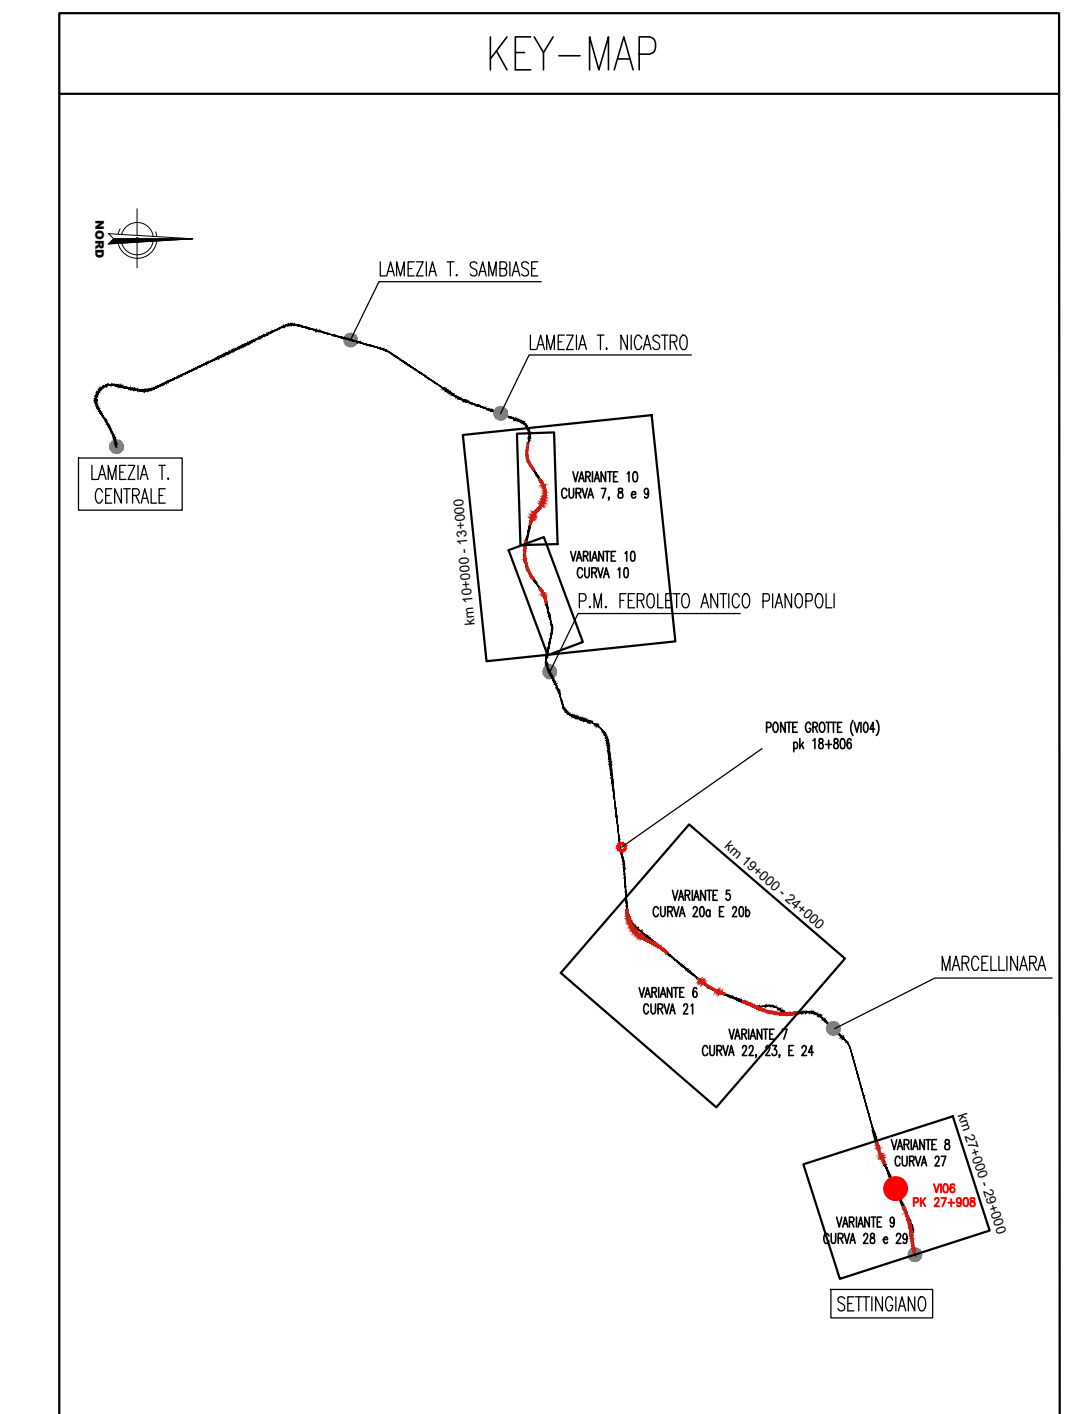 KEY-MAP
NORD
LAMEZIA T. SAMBIASE
LAMEZIA T. NICASTRO
LAMEZIA T.
CENTRALE
km 10+000 - 13+000
VARIANTE 10
CURVA 7, 8 e 9
VARIANTE 10
CURVA 10
P.M. FEROLETO ANTICO PIANOPOLI
PONTE GROTTE (VI04)
pk 18+806
km 19+000 - 24+000
VARIANTE 5
CURVA 20a E 20b
MARCELLINARA
VARIANTE 6
CURVA 21
VARIANTE 7
CURVA 22, 23, E 24
km 27+000 - 29+000
VARIANTE 8
CURVA 27
VI06
PK 27+908
VARIANTE 9
CURVA 28 e 29
SETTINGIANO